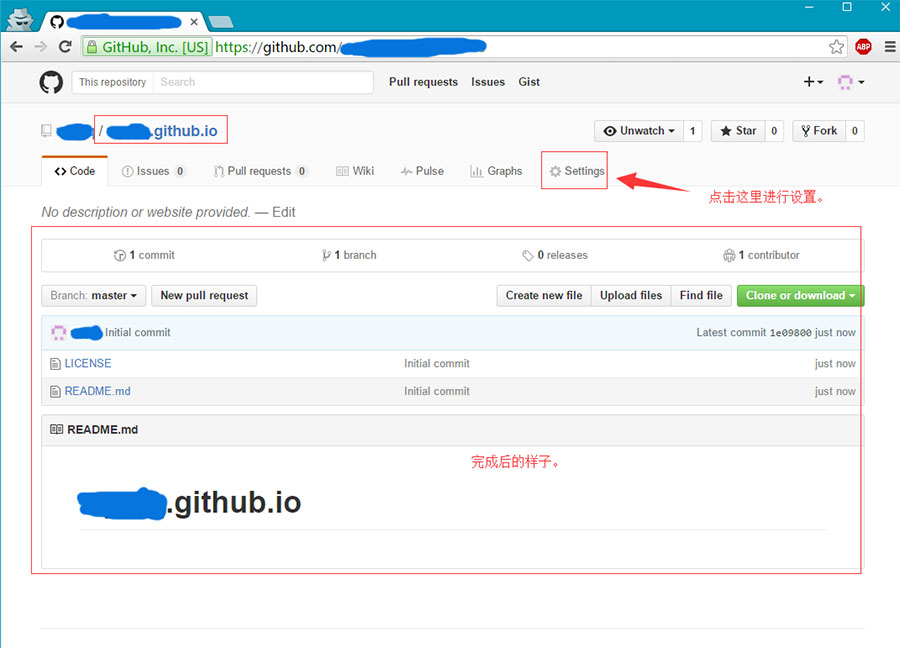 GitHub, Inc. [US] https://github.com/
ABP
This repository Search Pull requests Issues Gist
/ .github.io Unwatch 1 Star 0 Fork 0
Code Issues 0 Pull requests 0 Wiki Pulse Graphs Settings
点击这里进行设置。
No description or website provided. — Edit
1 commit 1 branch 0 releases 1 contributor
Branch: master New pull request Create new file Upload files Find file Clone or download
Initial commit Latest commit 1e09800 just now
LICENSE Initial commit just now
README.md Initial commit just now
README.md
完成后的样子。
.github.io